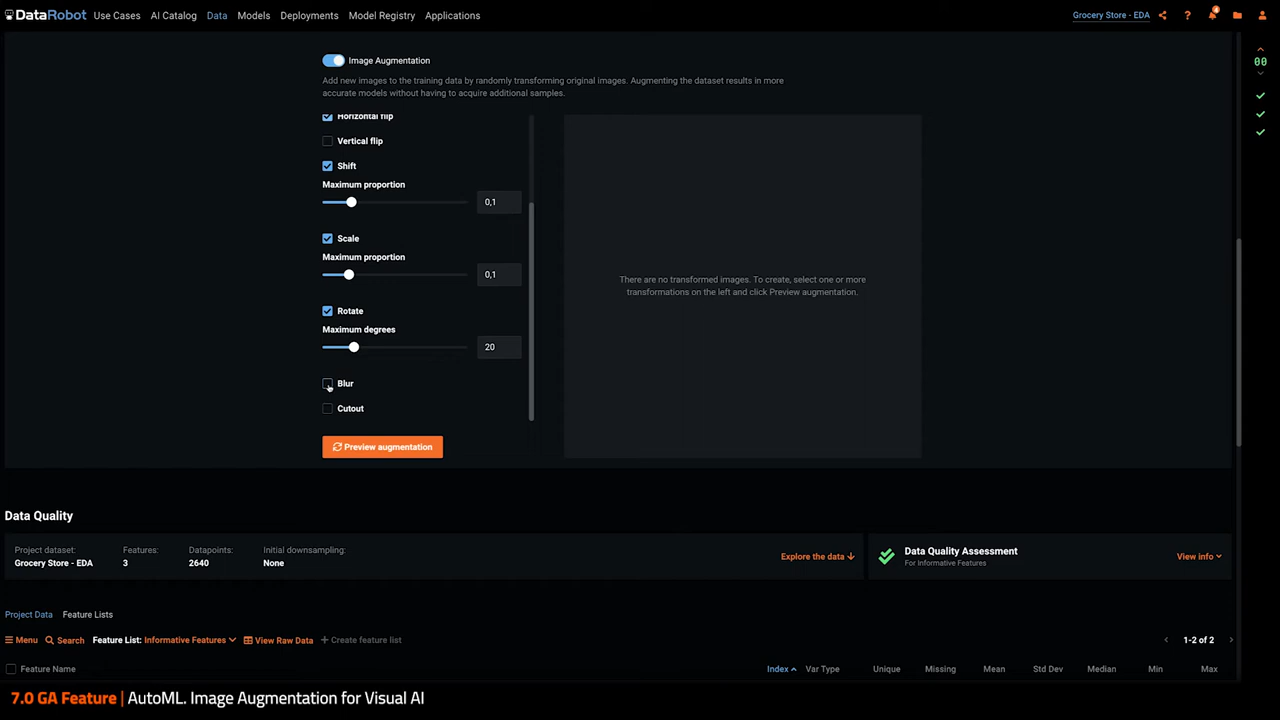 DataRobot Use Cases AI Catalog Data Models Deployments Model Registry Applications Grocery Store - EDA ? 4
00
Image Augmentation
Add new images to the training data by randomly transforming original images. Augmenting the dataset results in more
accurate models without having to acquire additional samples.
Horizontal flip
Vertical flip
Shift
Maximum proportion
0,1
Scale
Maximum proportion
0,1
Rotate
Maximum degrees
20
Blur
Cutout
Preview augmentation
There are no transformed images. To create, select one or more
transformations on the left and click Preview augmentation.
Data Quality
Project dataset: Features: Datapoints: Initial downsampling:
Grocery Store - EDA 3 2640 None
Explore the data
Data Quality Assessment
For Informative Features
View info
Project Data Feature Lists
Menu Search Feature List: Informative Features View Raw Data + Create feature list 1-2 of 2
Feature Name Index Var Type Unique Missing Mean Std Dev Median Min Max
7.0 GA Feature | AutoML. Image Augmentation for Visual AI